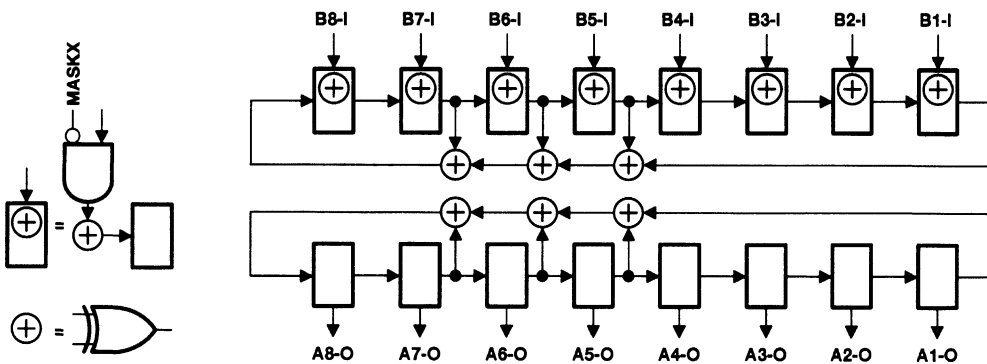 B8-I B7-I B6-I B5-I B4-I B3-I B2-I B1-I
MASKX
=
=
A8-O A7-O A6-O A5-O A4-O A3-O A2-O A1-O